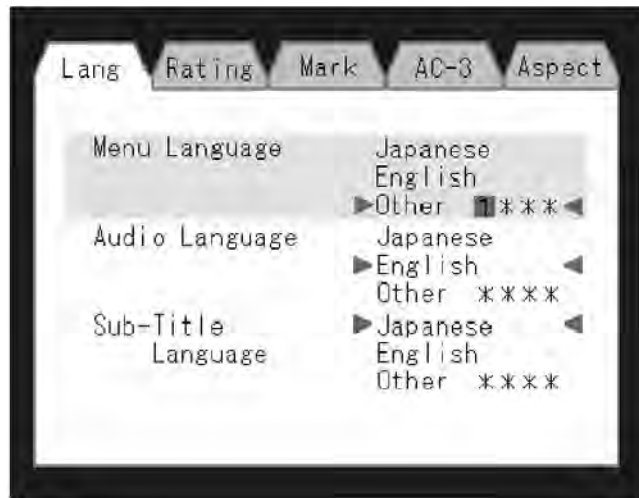 Lang Rating Mark AC-3 Aspect
Menu Language Japanese
English
Other 1***
Audio Language Japanese
English
Other ****
Sub-Title Japanese
Language English
Other ****